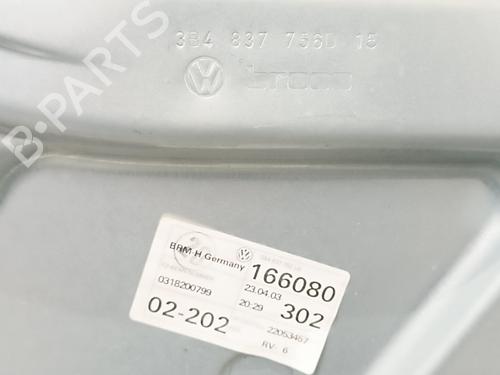 3B4 837 756D 15
brose
B-PARTS
BRM-H.Germany
166080
23.04.03
0318200799
20:29
302
02-202
22053467
RV: 6